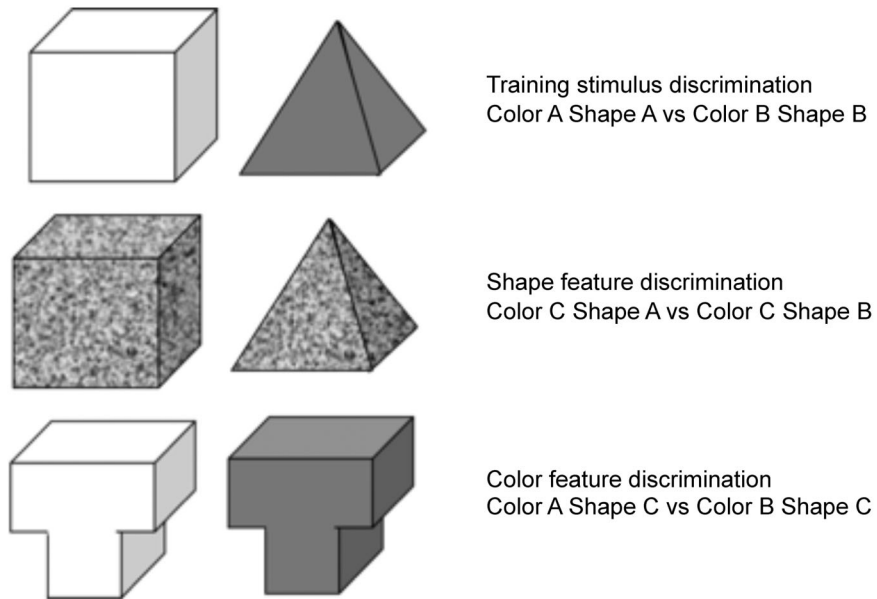 Training stimulus discrimination
Color A Shape A vs Color B Shape B
Shape feature discrimination
Color C Shape A vs Color C Shape B
Color feature discrimination
Color A Shape C vs Color B Shape C